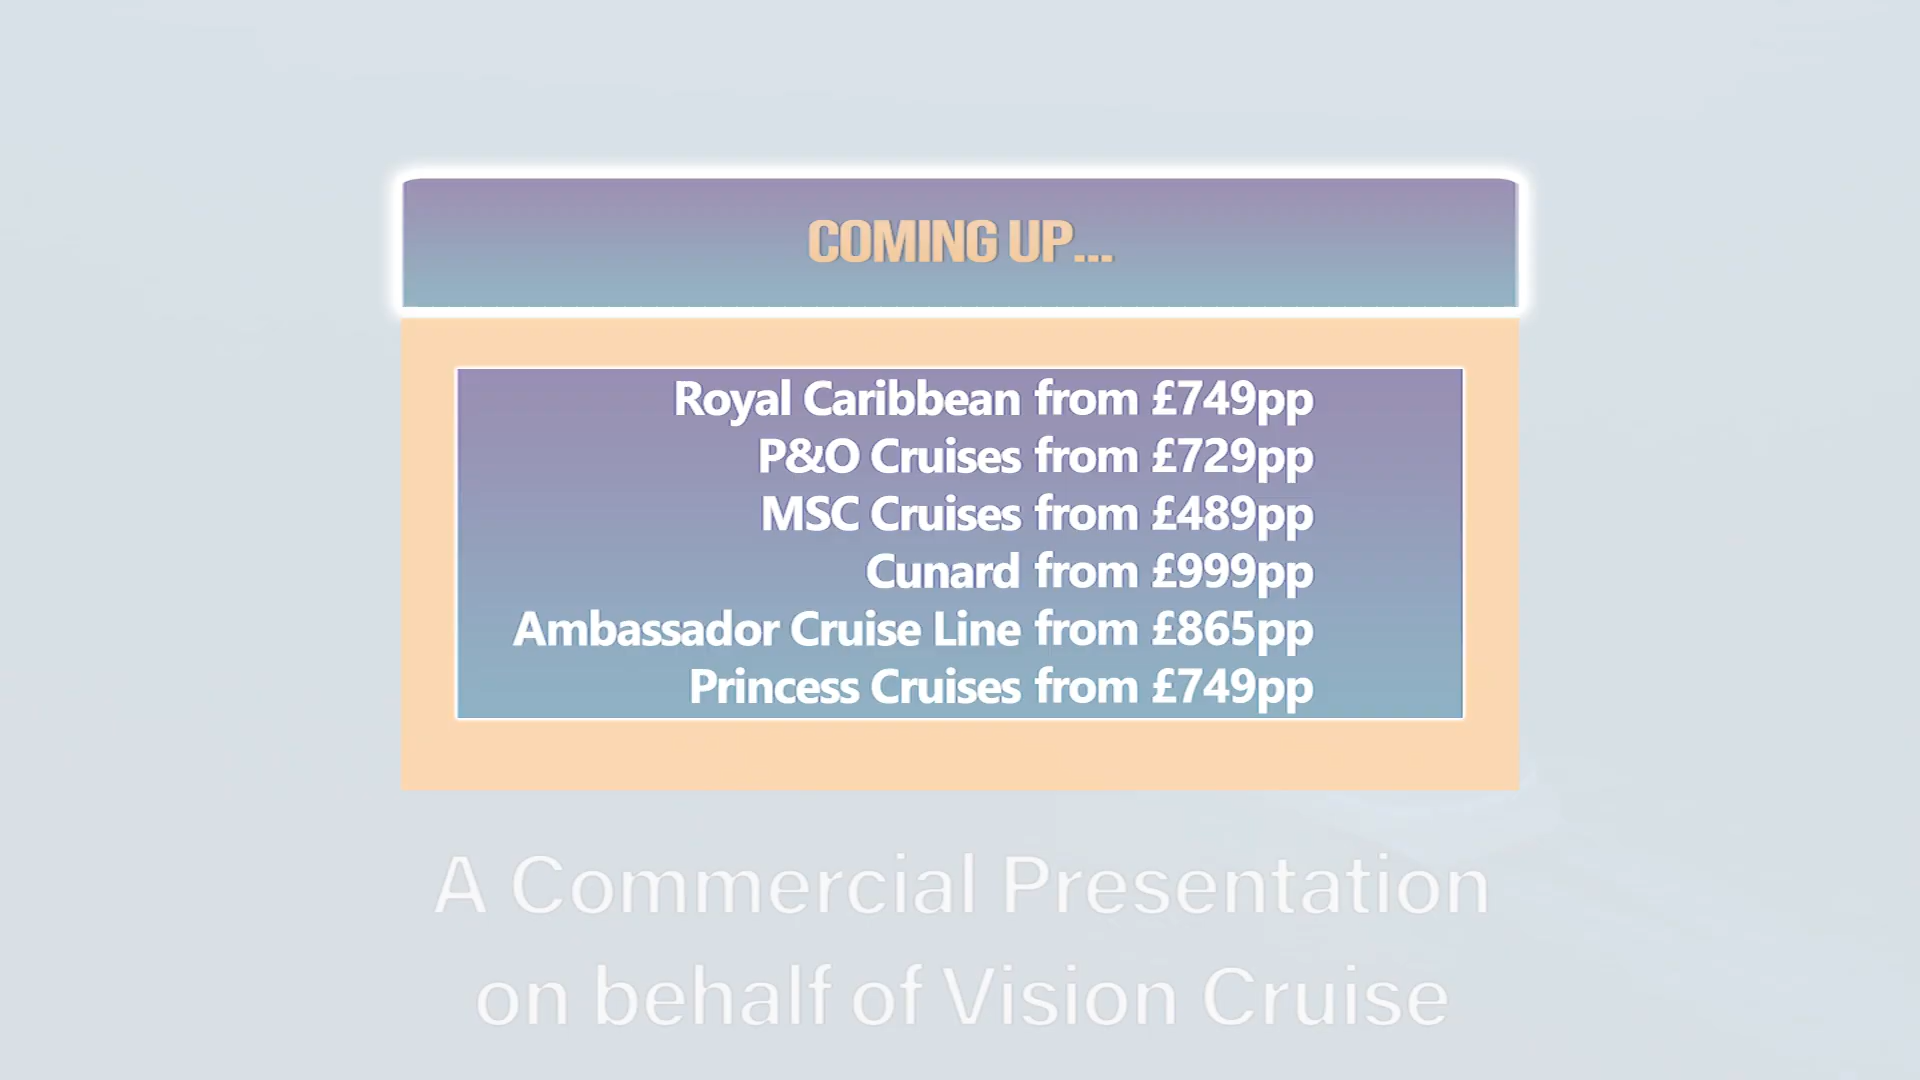 COMING UP...
Royal Caribbean from £749pp
P&O Cruises from £729pp
MSC Cruises from £489pp
Cunard from £999pp
Ambassador Cruise Line from £865pp
Princess Cruises from £749pp
A Commercial Presentation
on behalf of Vision Cruise